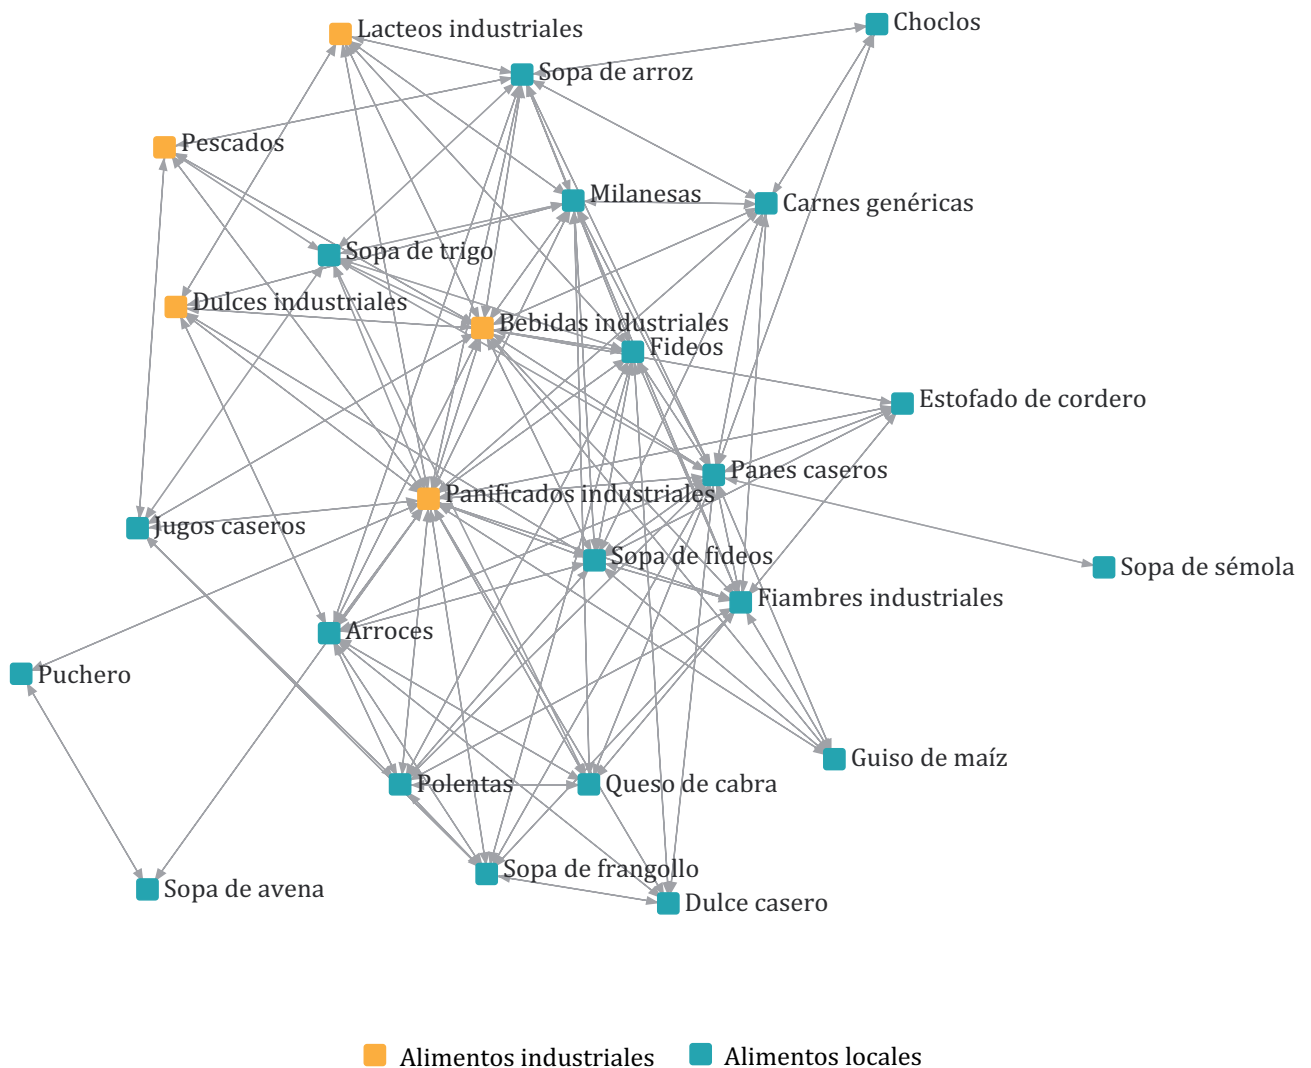 Choclos
Lacteos industriales
Sopa de arroz
Pescados
Milanesas
Carnes genéricas
Sopa de trigo
Dulces industriales
Bebidas industriales
Fideos
Estofado de cordero
Panes caseros
Panificados industriales
Jugos caseros
Sopa de fideos
Sopa de sémola
Fiambres industriales
Arroces
Puchero
Guiso de maíz
Polentas
Queso de cabra
Sopa de frangollo
Sopa de avena
Dulce casero
Alimentos industriales
Alimentos locales